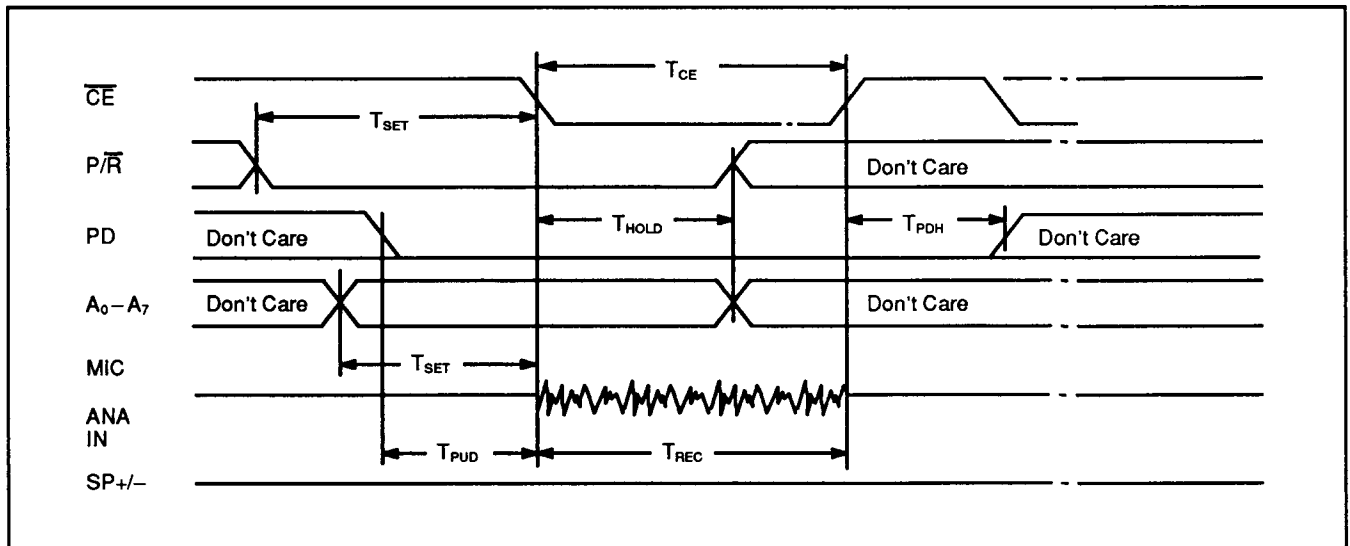 T_CE
C̅E̅
T_SET
P/R̅
Don't Care
T_HOLD
T_PDH
PD
Don't Care
Don't Care
A₀–A₇
Don't Care
Don't Care
MIC
T_SET
ANA
IN
T_PUD
T_REC
SP+/–